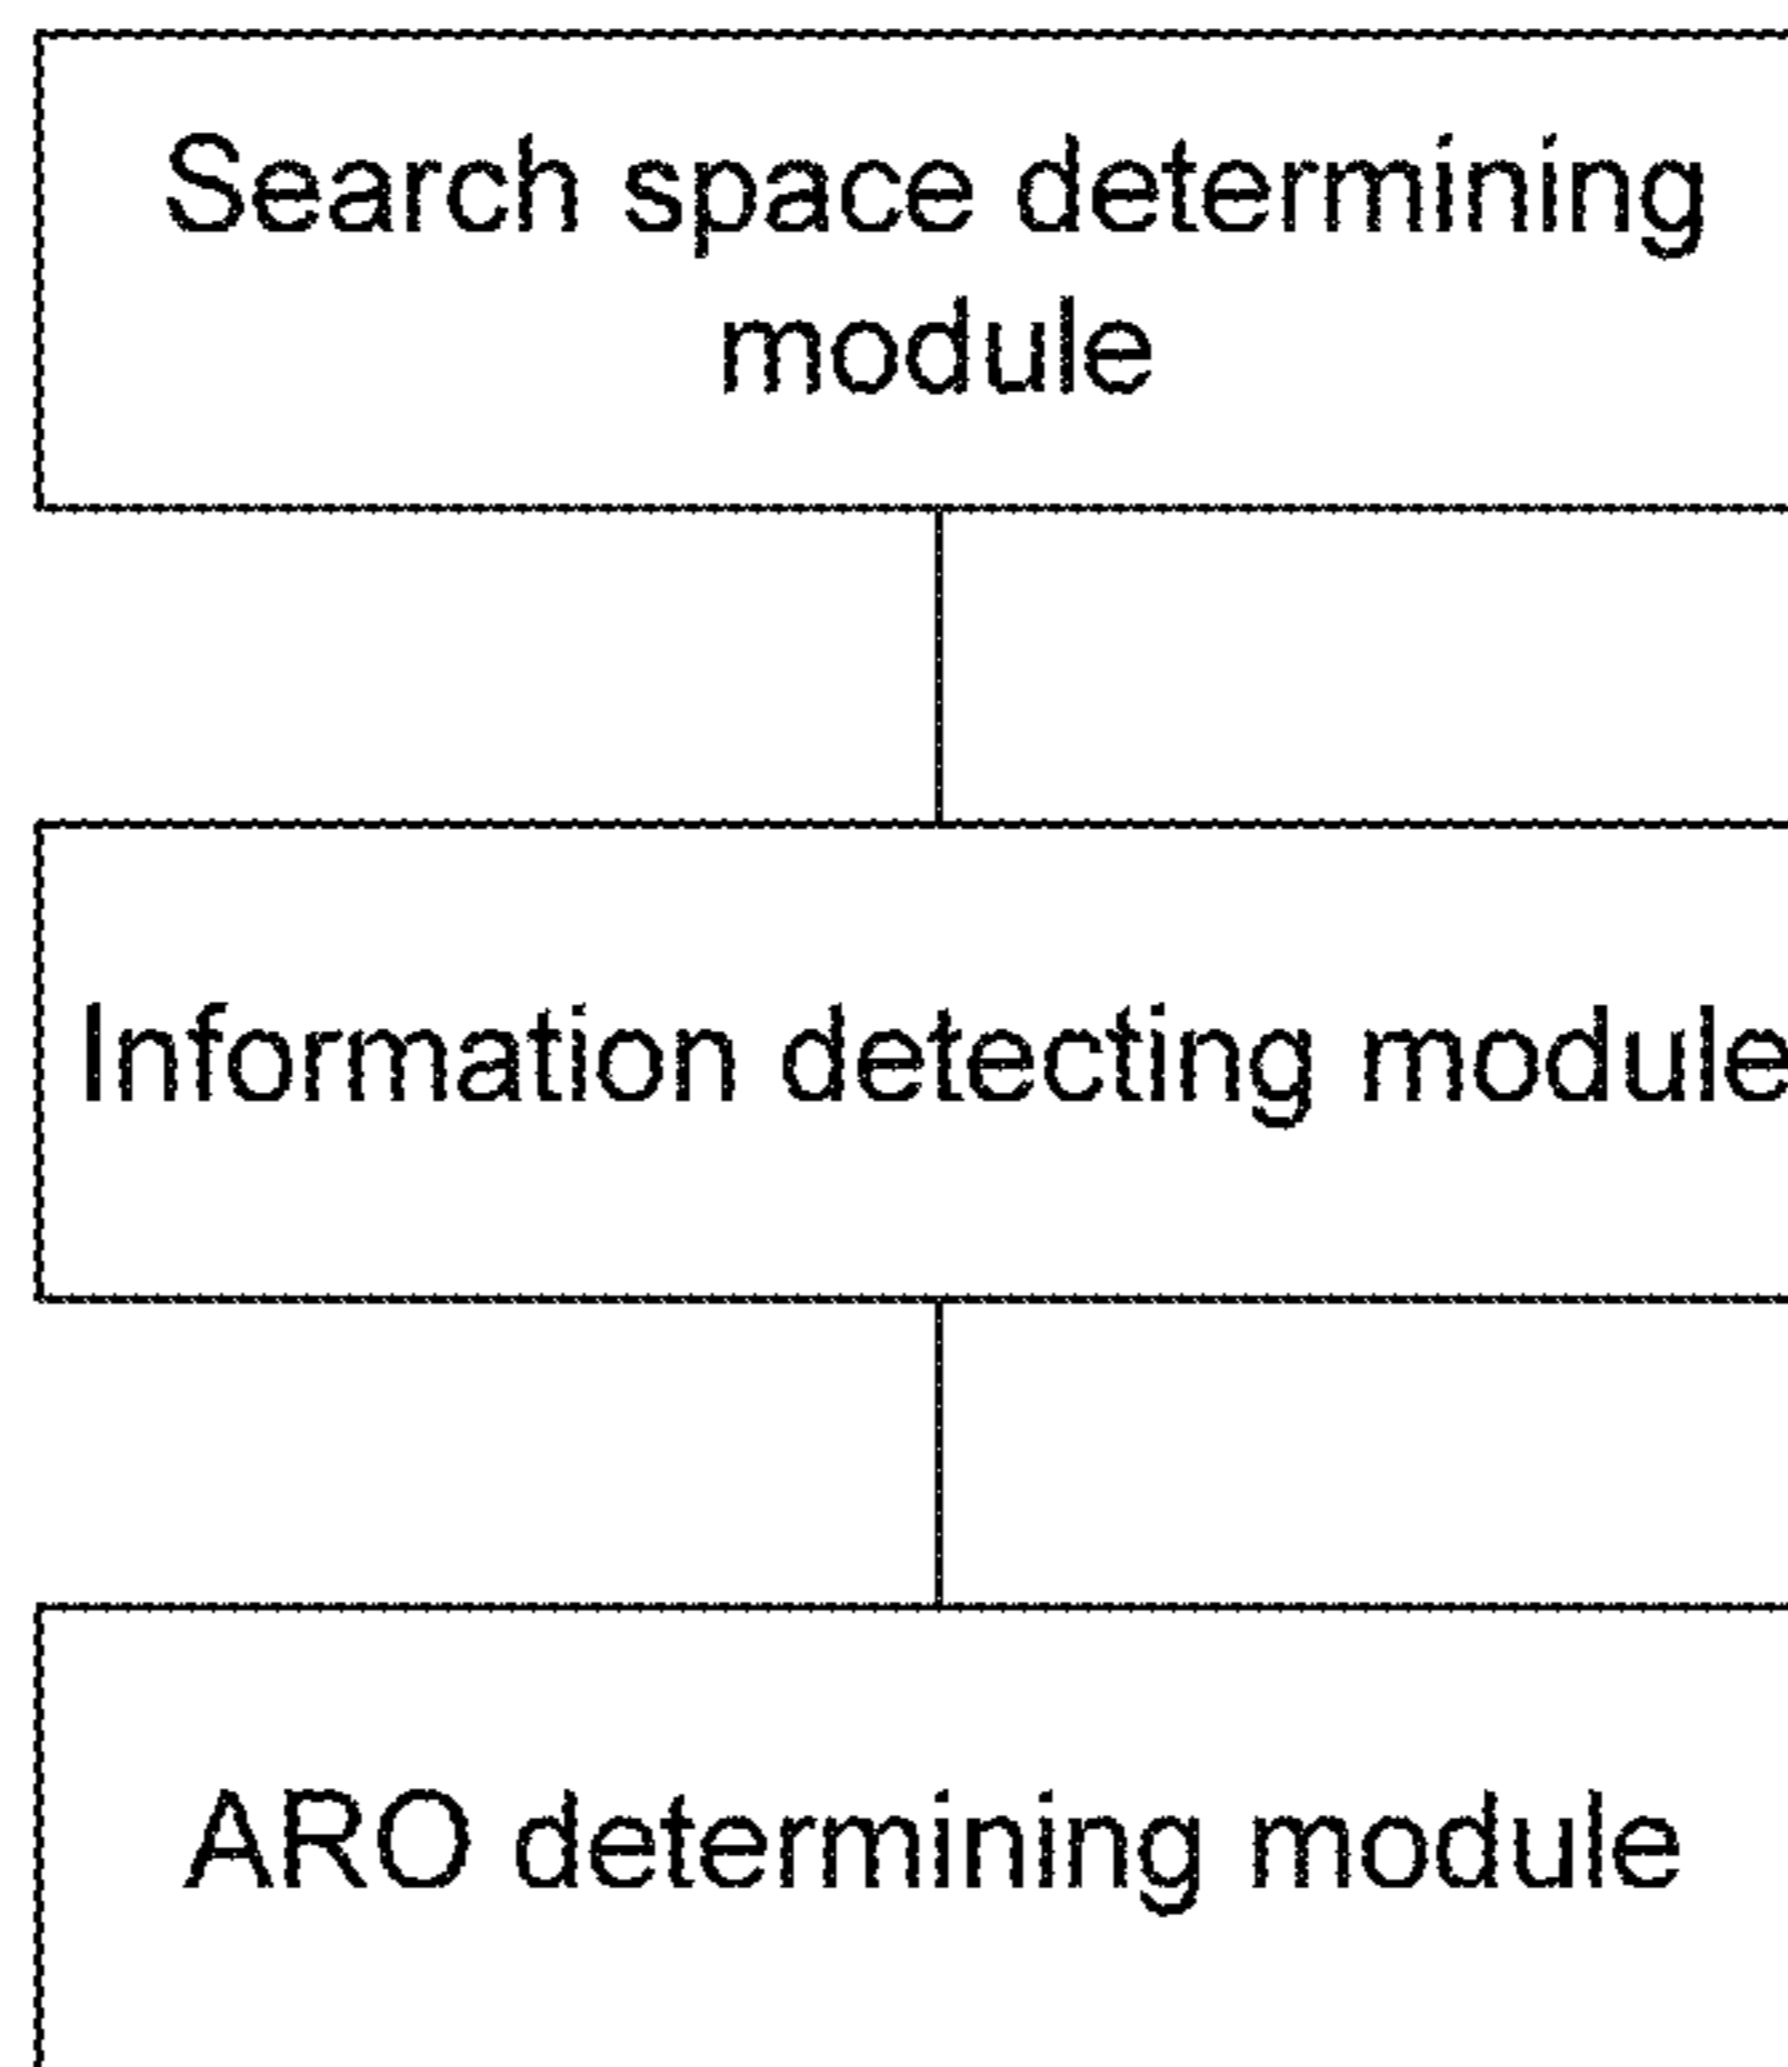 Search space determining
module
Information detecting module
ARO determining module